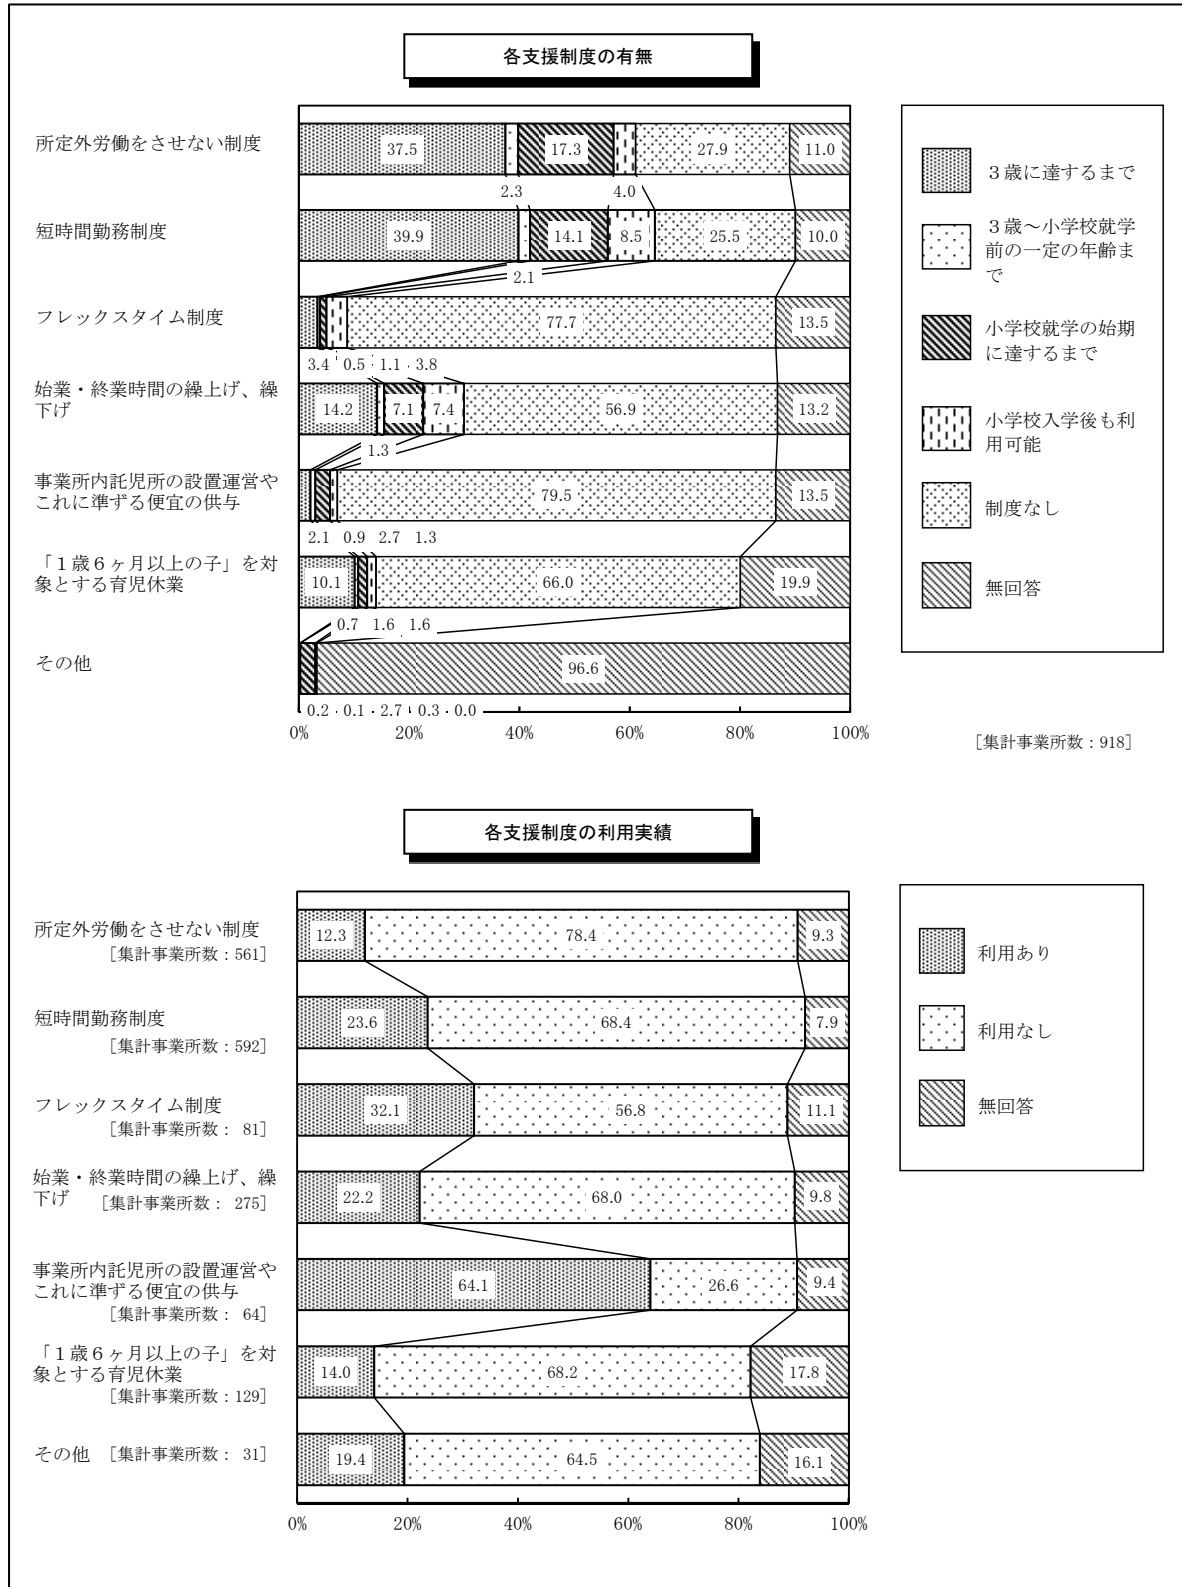 各支援制度の有無
所定外労働をさせない制度
37.5
17.3
27.9
11.0
2.3
4.0
短時間勤務制度
39.9
14.1
8.5
25.5
10.0
2.1
フレックスタイム制度
77.7
13.5
3.4 0.5 1.1 3.8
始業・終業時間の繰上げ、繰
下げ
14.2
7.1
7.4
56.9
13.2
1.3
事業所内託児所の設置運営や
これに準ずる便宜の供与
79.5
13.5
2.1 0.9 2.7 1.3
「１歳６ヶ月以上の子」を対
象とする育児休業
10.1
66.0
19.9
0.7 1.6 1.6
その他
96.6
0.2 0.1 2.7 0.3 0.0
0% 20% 40% 60% 80% 100%
３歳に達するまで
３歳～小学校就学
前の一定の年齢ま
で
小学校就学の始期
に達するまで
小学校入学後も利
用可能
制度なし
無回答
［集計事業所数：918］
各支援制度の利用実績
所定外労働をさせない制度
［集計事業所数：561］
12.3
78.4
9.3
短時間勤務制度
［集計事業所数：592］
23.6
68.4
7.9
フレックスタイム制度
［集計事業所数： 81］
32.1
56.8
11.1
始業・終業時間の繰上げ、繰
下げ ［集計事業所数： 275］
22.2
68.0
9.8
事業所内託児所の設置運営や
これに準ずる便宜の供与
［集計事業所数： 64］
64.1
26.6
9.4
「１歳６ヶ月以上の子」を対
象とする育児休業
［集計事業所数：129］
14.0
68.2
17.8
その他 ［集計事業所数： 31］
19.4
64.5
16.1
0% 20% 40% 60% 80% 100%
利用あり
利用なし
無回答